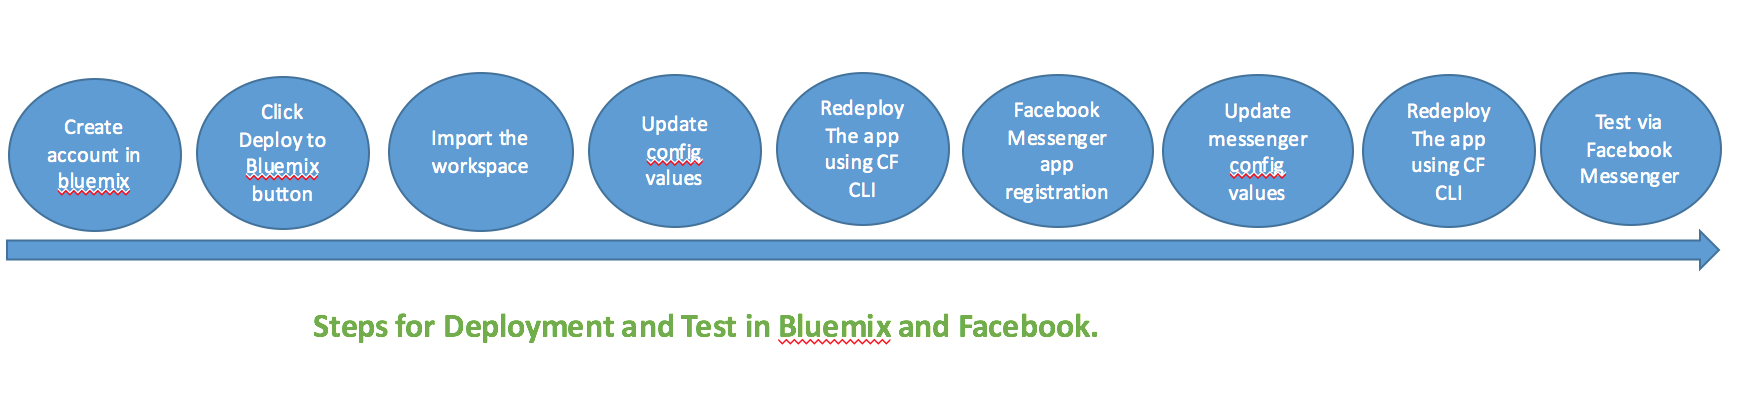 Create
account in
bluemix
Click
Deploy to
Bluemix
button
Import the
workspace
Update
config
values
Redeploy
The app
using CF
CLI
Facebook
Messenger
app
registration
Update
messenger
config
values
Redeploy
The app
using CF
CLI
Test via
Facebook
Messenger
Steps for Deployment and Test in Bluemix and Facebook.